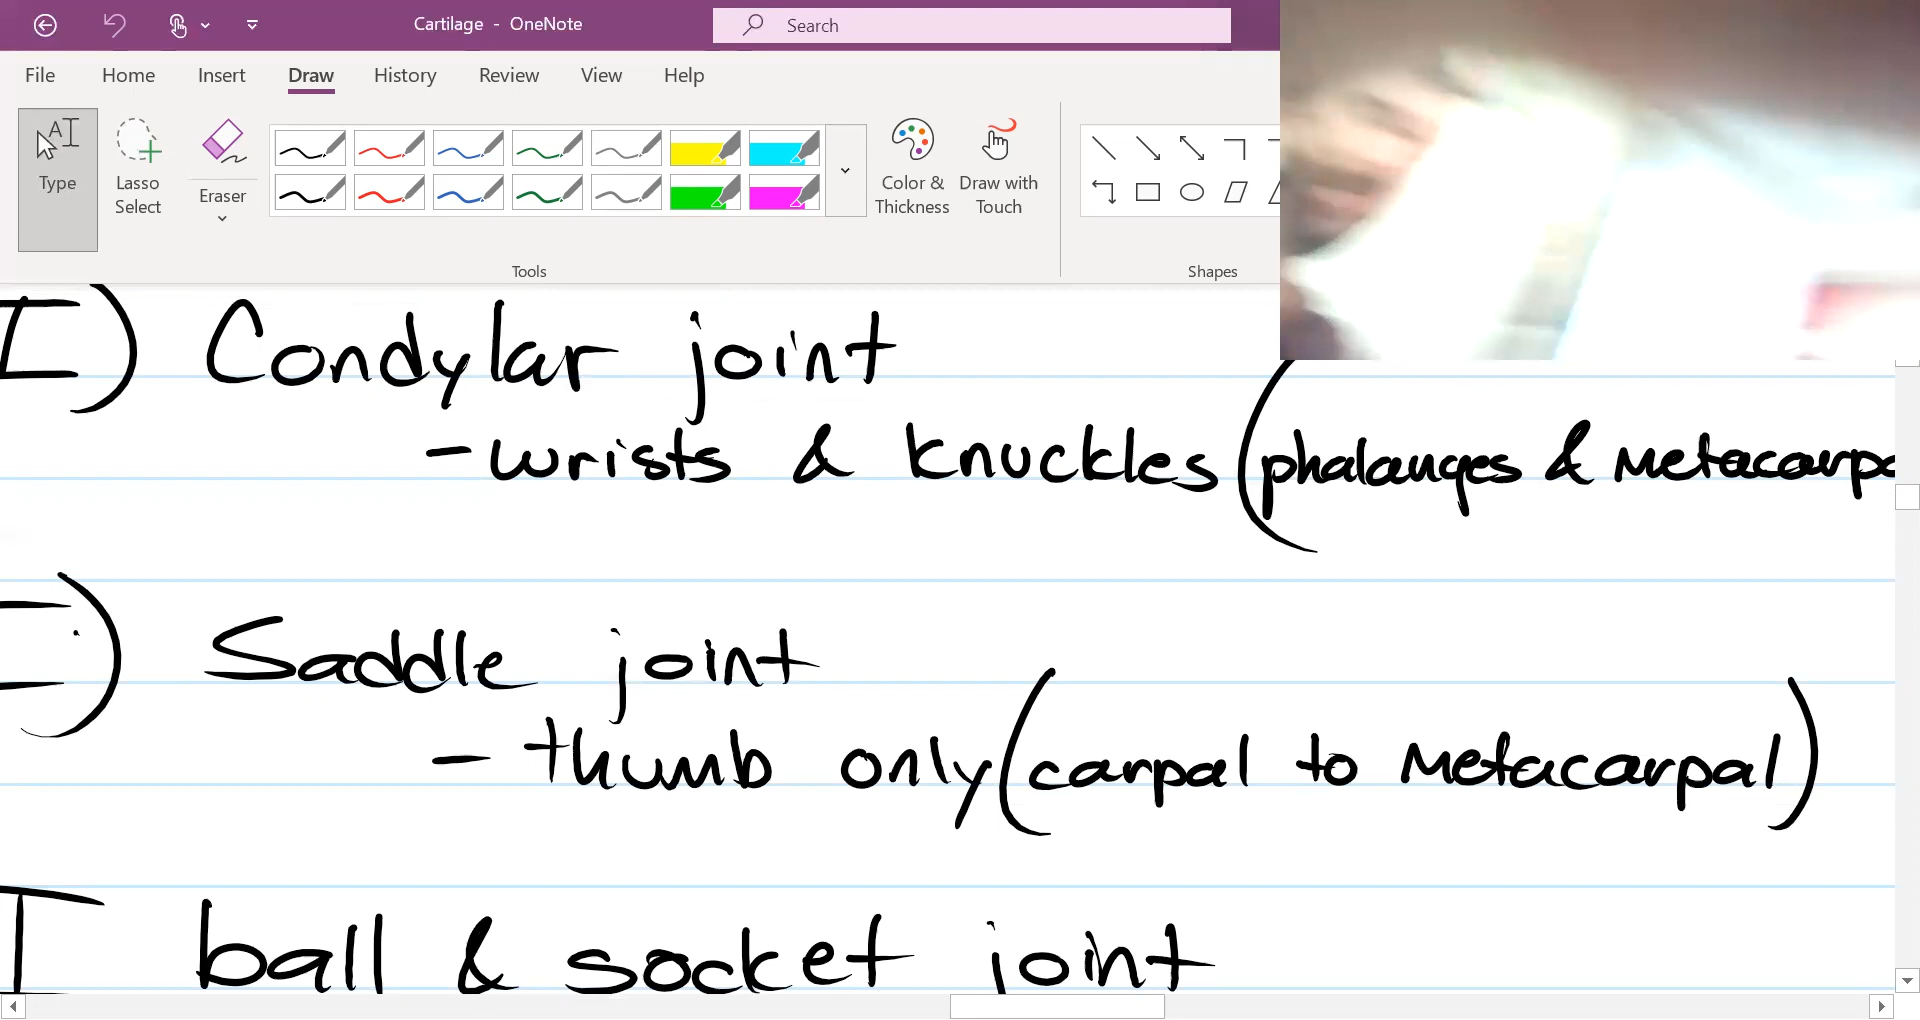 Cartilage - OneNote
Search
File Home Insert Draw History Review View Help
Type
Lasso Select
Eraser
Color & Thickness
Draw with Touch
Tools
Shapes
I) Condylar joint
- wrists & knuckles (phalanges & metacarpa
I) Saddle joint
- thumb only (carpal to metacarpal)
I ball & socket joint